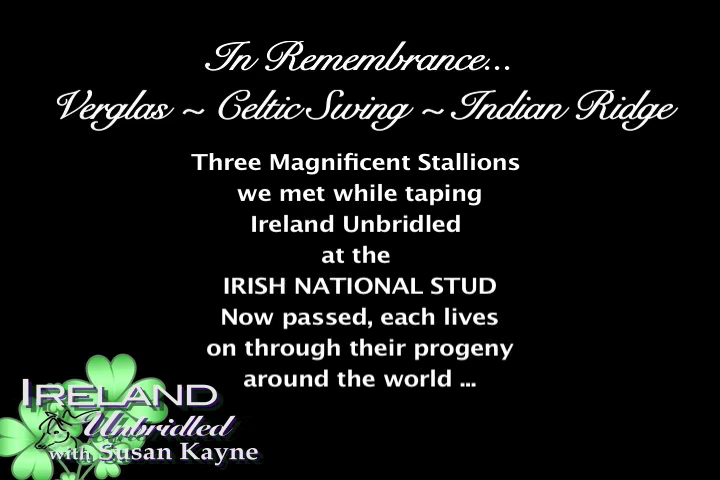 In Remembrance...
Verglas ~ Celtic Swing ~ Indian Ridge
Three Magnificent Stallions
we met while taping
Ireland Unbridled
at the
IRISH NATIONAL STUD
Now passed, each lives
on through their progeny
around the world ...
IRELAND
Unbridled
with Susan Kayne